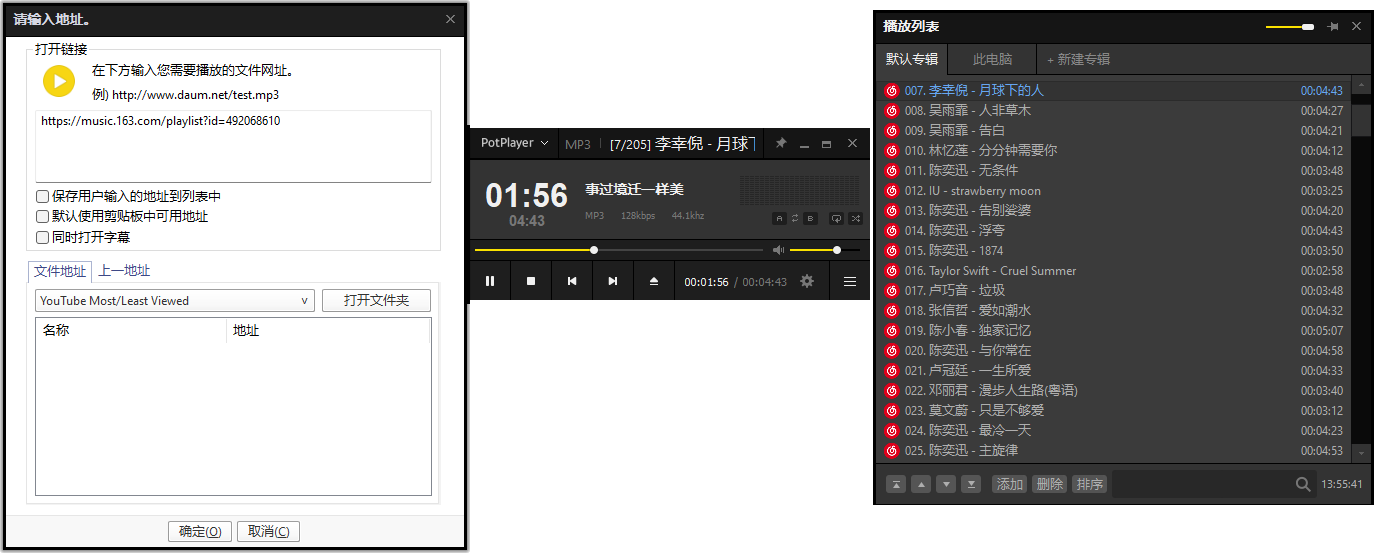 请输入地址。
打开链接
在下方输入您需要播放的文件网址。
例) http://www.daum.net/test.mp3
https://music.163.com/playlist?id=492068610
保存用户输入的地址到列表中
默认使用剪贴板中可用地址
同时打开字幕
文件地址 上一地址
YouTube Most/Least Viewed 打开文件夹
名称 地址
确定(O) 取消(C)
PotPlayer MP3 [7/205] 李幸倪 - 月球下
01:56 事过境迁一样美
04:43 MP3 128kbps 44.1khz
A B
00:01:56 / 00:04:43
播放列表
默认专辑 此电脑 + 新建专辑
007. 李幸倪 - 月球下的人 00:04:43
008. 吴雨霏 - 人非草木 00:04:27
009. 吴雨霏 - 告白 00:04:21
010. 林忆莲 - 分分钟需要你 00:04:12
011. 陈奕迅 - 无条件 00:03:48
012. IU - strawberry moon 00:03:25
013. 陈奕迅 - 告别娑婆 00:04:20
014. 陈奕迅 - 浮夸 00:04:43
015. 陈奕迅 - 1874 00:03:50
016. Taylor Swift - Cruel Summer 00:02:58
017. 卢巧音 - 垃圾 00:03:48
018. 张信哲 - 爱如潮水 00:04:32
019. 陈小春 - 独家记忆 00:05:07
020. 陈奕迅 - 与你常在 00:04:58
021. 卢冠廷 - 一生所爱 00:04:33
022. 邓丽君 - 漫步人生路(粤语) 00:03:40
023. 莫文蔚 - 只是不够爱 00:03:12
024. 陈奕迅 - 最冷一天 00:04:23
025. 陈奕迅 - 主旋律 00:04:53
添加 删除 排序 13:55:41